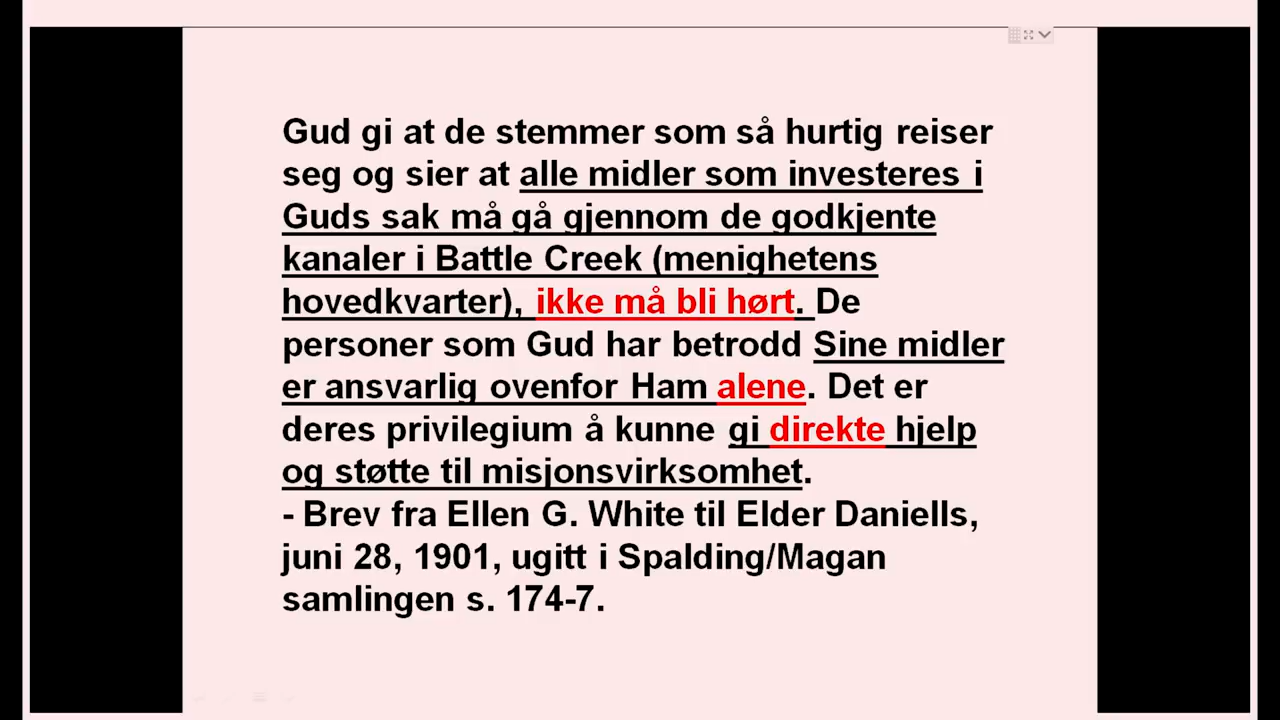 Gud gi at de stemmer som så hurtig reiser
seg og sier at alle midler som investeres i
Guds sak må gå gjennom de godkjente
kanaler i Battle Creek (menighetens
hovedkvarter), ikke må bli hørt. De
personer som Gud har betrodd Sine midler
er ansvarlig ovenfor Ham alene. Det er
deres privilegium å kunne gi direkte hjelp
og støtte til misjonsvirksomhet.
- Brev fra Ellen G. White til Elder Daniells,
juni 28, 1901, ugitt i Spalding/Magan
samlingen s. 174-7.